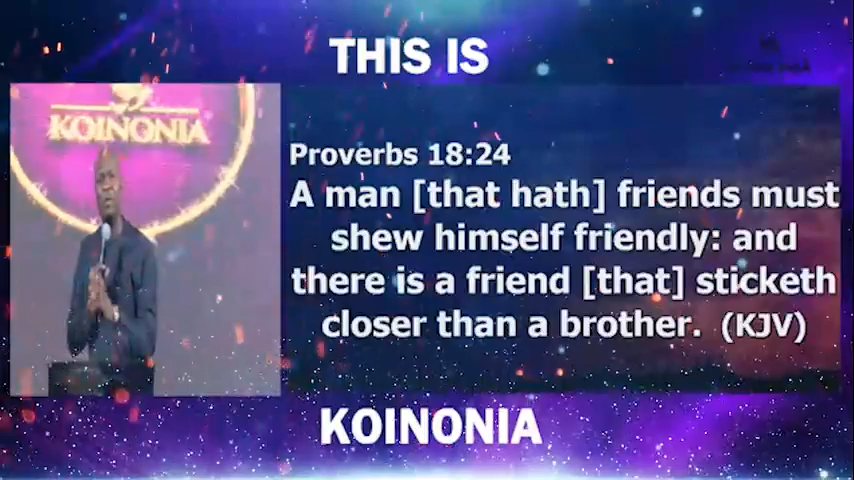 THIS IS
KOINONIA
Proverbs 18:24
A man [that hath] friends must
shew himself friendly: and
there is a friend [that] sticketh
closer than a brother. (KJV)
KOINONIA